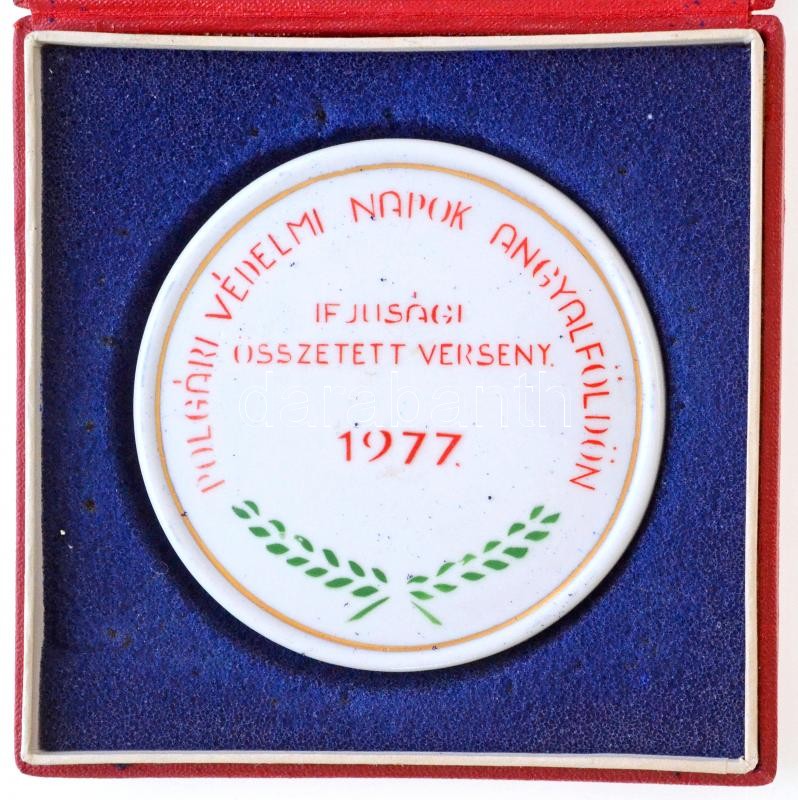 POLGÁRI VÉDELMI NAPOK ANGYALFÖLDÖN
IFJUSÁGI
ÖSSZETETT VERSENY.
darabanth
1977.